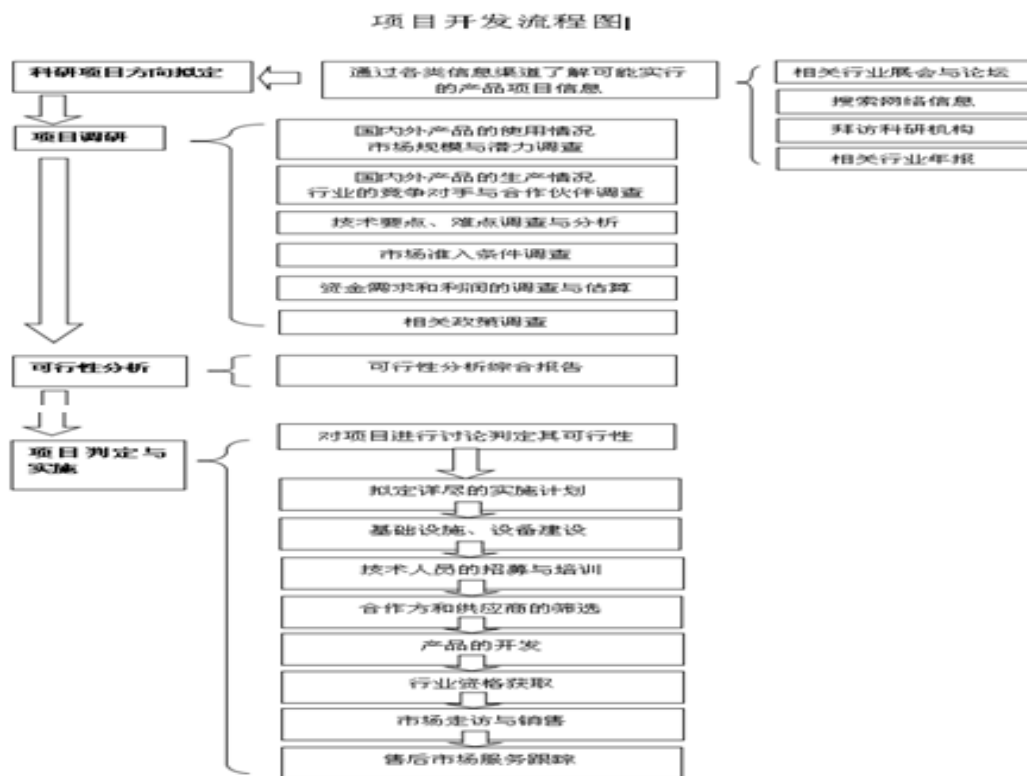 项目开发流程图
科研项目方向拟定
通过各类信息渠道了解可能实行
的产品项目信息
相关行业展会与论坛
搜索网络信息
拜访科研机构
相关行业年报
项目调研
国内外产品的使用情况
市场规模与潜力调查
国内外产品的生产情况
行业的竞争对手与合作伙伴调查
技术要点、难点调查与分析
市场准入条件调查
资金需求和利润的调查与估算
相关政策调查
可行性分析
可行性分析综合报告
项目判定与
实施
对项目进行讨论判定其可行性
拟定详尽的实施计划
基础设施、设备建设
技术人员的招募与培训
合作方和供应商的筛选
产品的开发
行业资格获取
市场走访与销售
售后市场服务跟踪